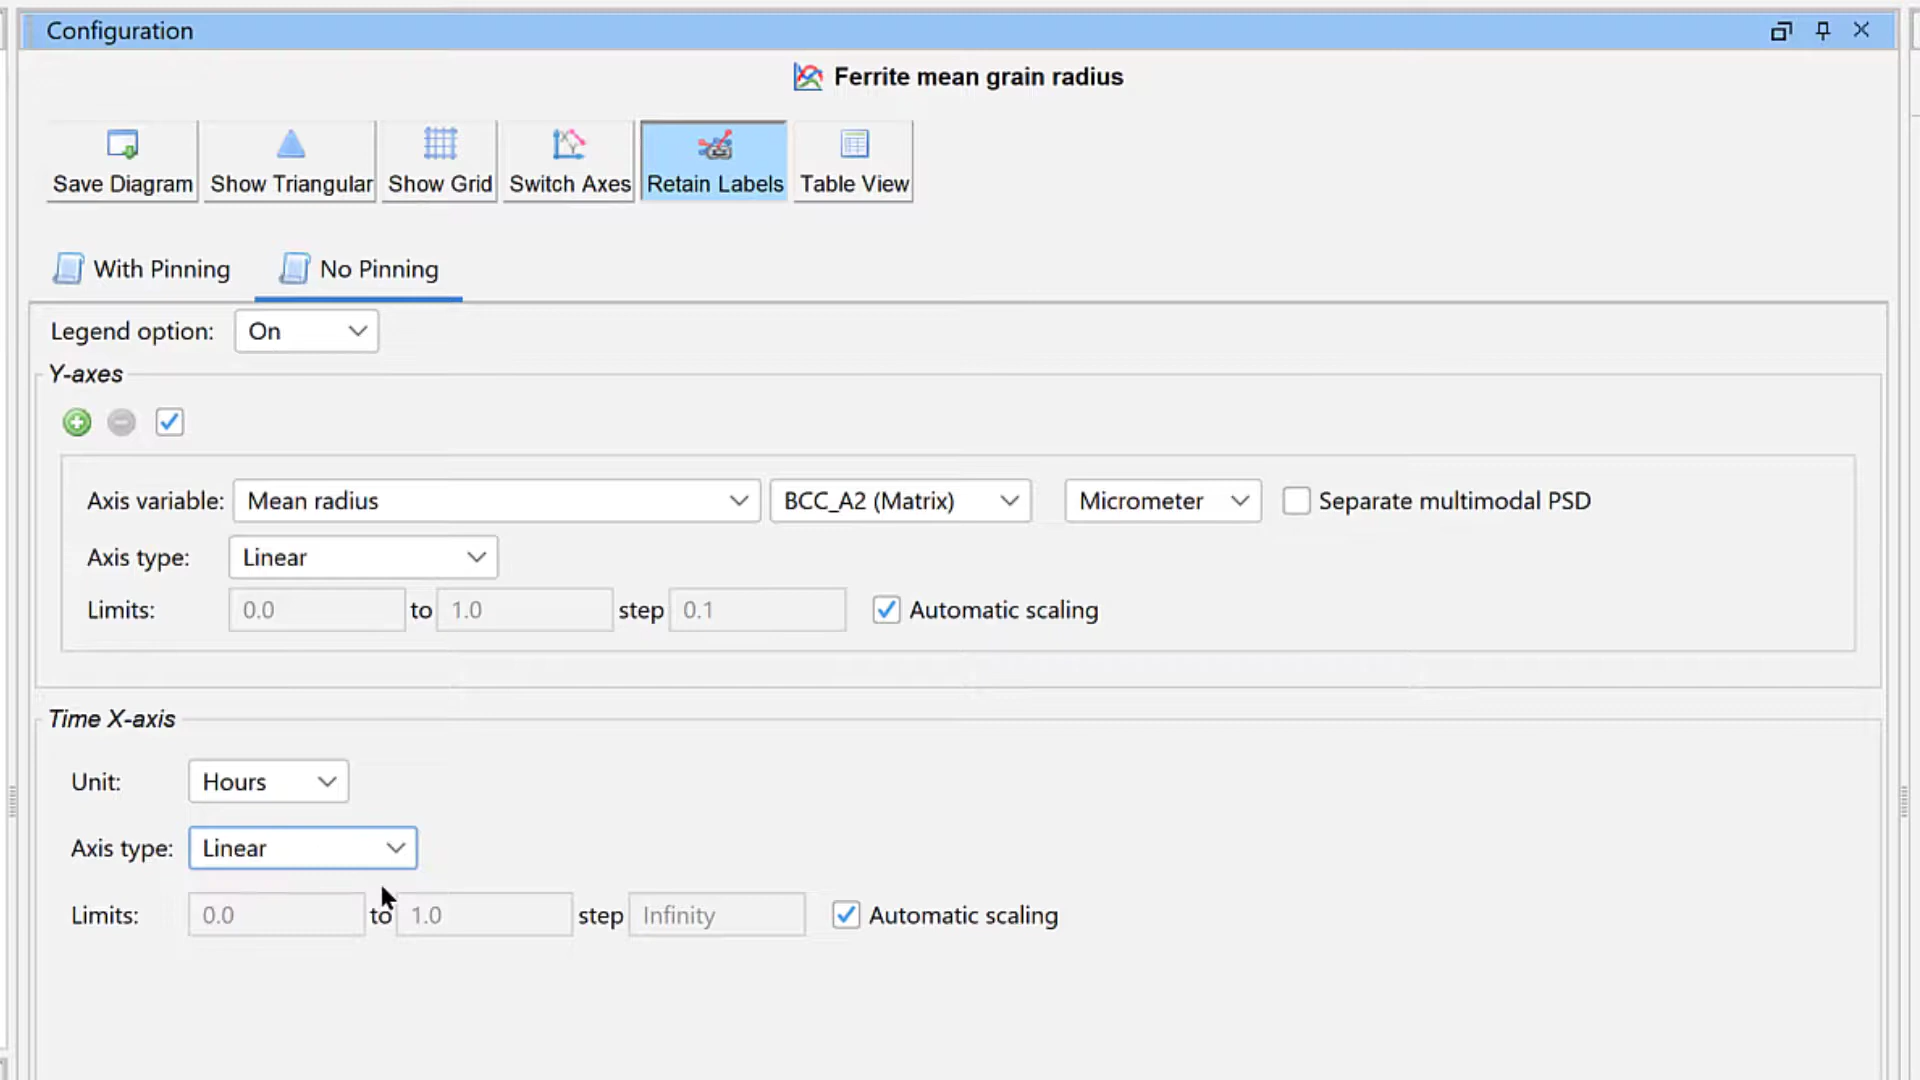 Configuration
Ferrite mean grain radius
Save Diagram Show Triangular Show Grid Switch Axes Retain Labels Table View
With Pinning No Pinning
Legend option: On
Y-axes
Axis variable: Mean radius BCC_A2 (Matrix) Micrometer Separate multimodal PSD
Axis type: Linear
Limits: 0.0 to 1.0 step 0.1 Automatic scaling
Time X-axis
Unit: Hours
Axis type: Linear
Limits: 0.0 to 1.0 step Infinity Automatic scaling